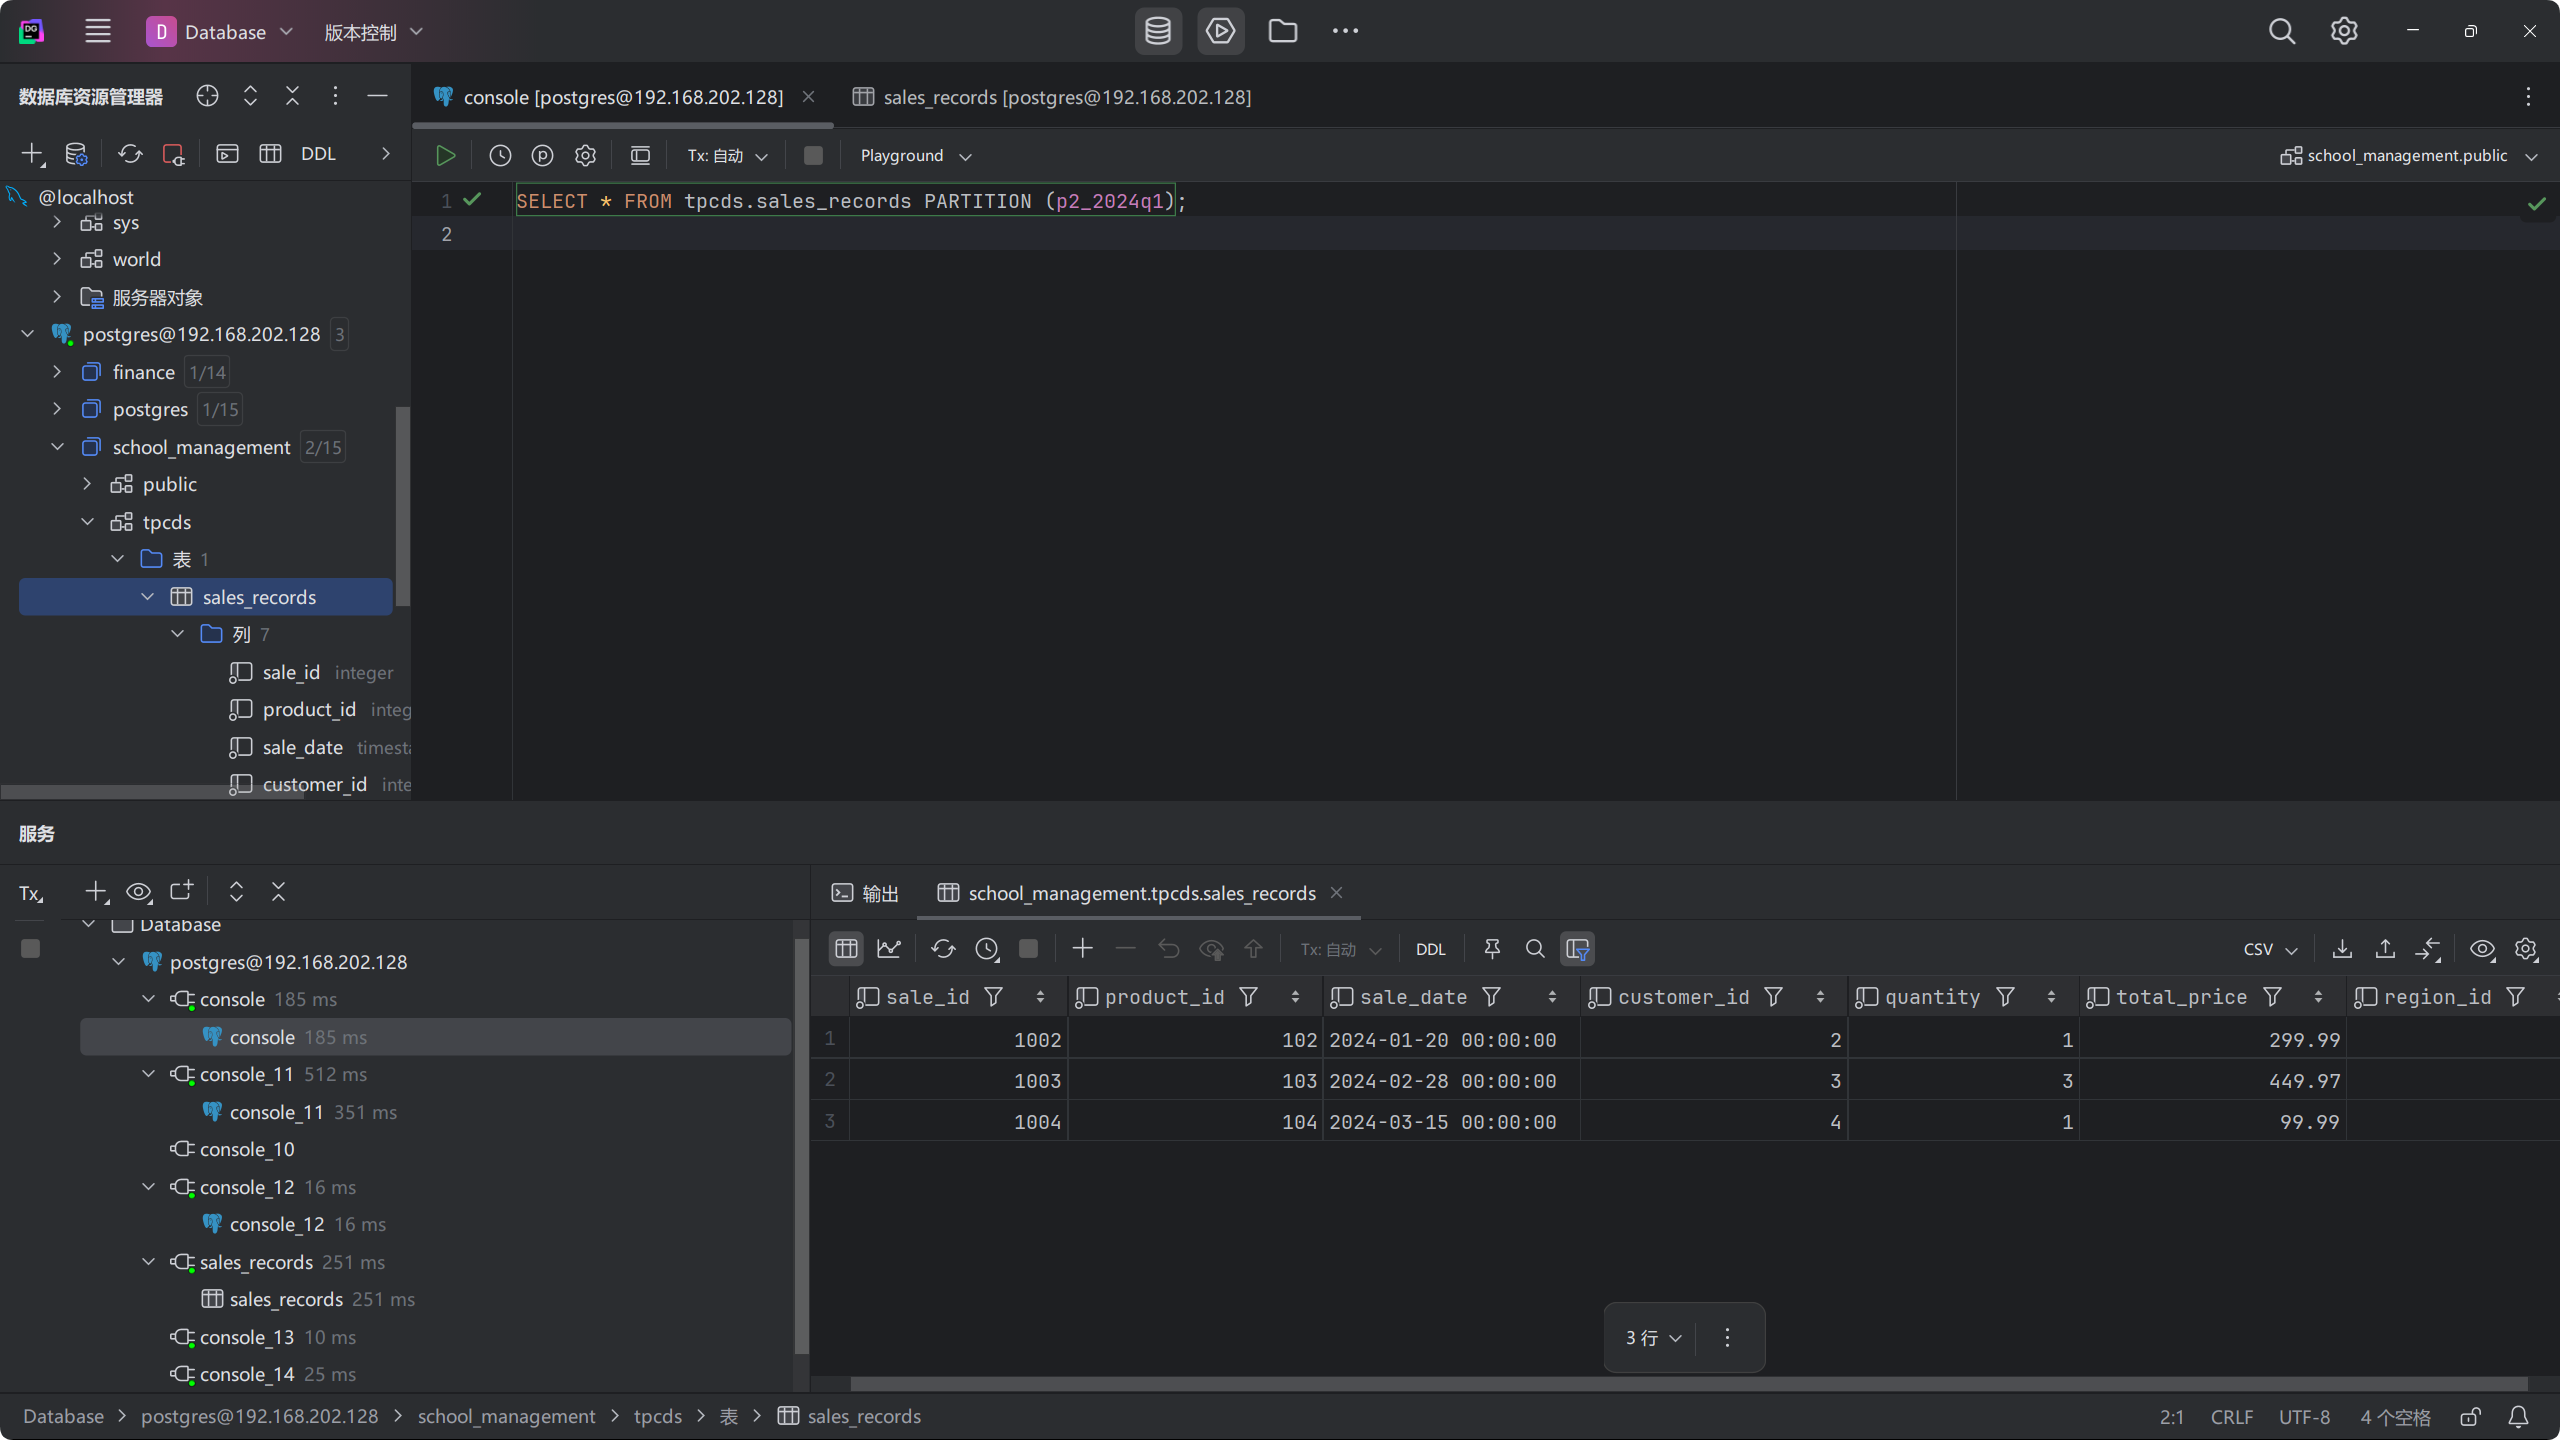 D Database 版本控制
数据库资源管理器
console [postgres@192.168.202.128]
sales_records [postgres@192.168.202.128]
DDL
Tx: 自动
Playground
school_management.public
@localhost
sys
world
服务器对象
postgres@192.168.202.128 3
finance 1/14
postgres 1/15
school_management 2/15
public
tpcds
表 1
sales_records
列 7
sale_id integer
product_id integ
sale_date timesta
customer_id inte
1 SELECT * FROM tpcds.sales_records PARTITION (p2_2024q1);
2
服务
Tx
Database
postgres@192.168.202.128
console 185 ms
console 185 ms
console_11 512 ms
console_11 351 ms
console_10
console_12 16 ms
console_12 16 ms
sales_records 251 ms
sales_records 251 ms
console_13 10 ms
console_14 25 ms
输出
school_management.tpcds.sales_records
Tx: 自动
DDL
CSV
sale_id product_id sale_date customer_id quantity total_price region_id
1 1002 102 2024-01-20 00:00:00 2 1 299.99
2 1003 103 2024-02-28 00:00:00 3 3 449.97
3 1004 104 2024-03-15 00:00:00 4 1 99.99
3 行
Database > postgres@192.168.202.128 > school_management > tpcds > 表 > sales_records
2:1 CRLF UTF-8 4 个空格